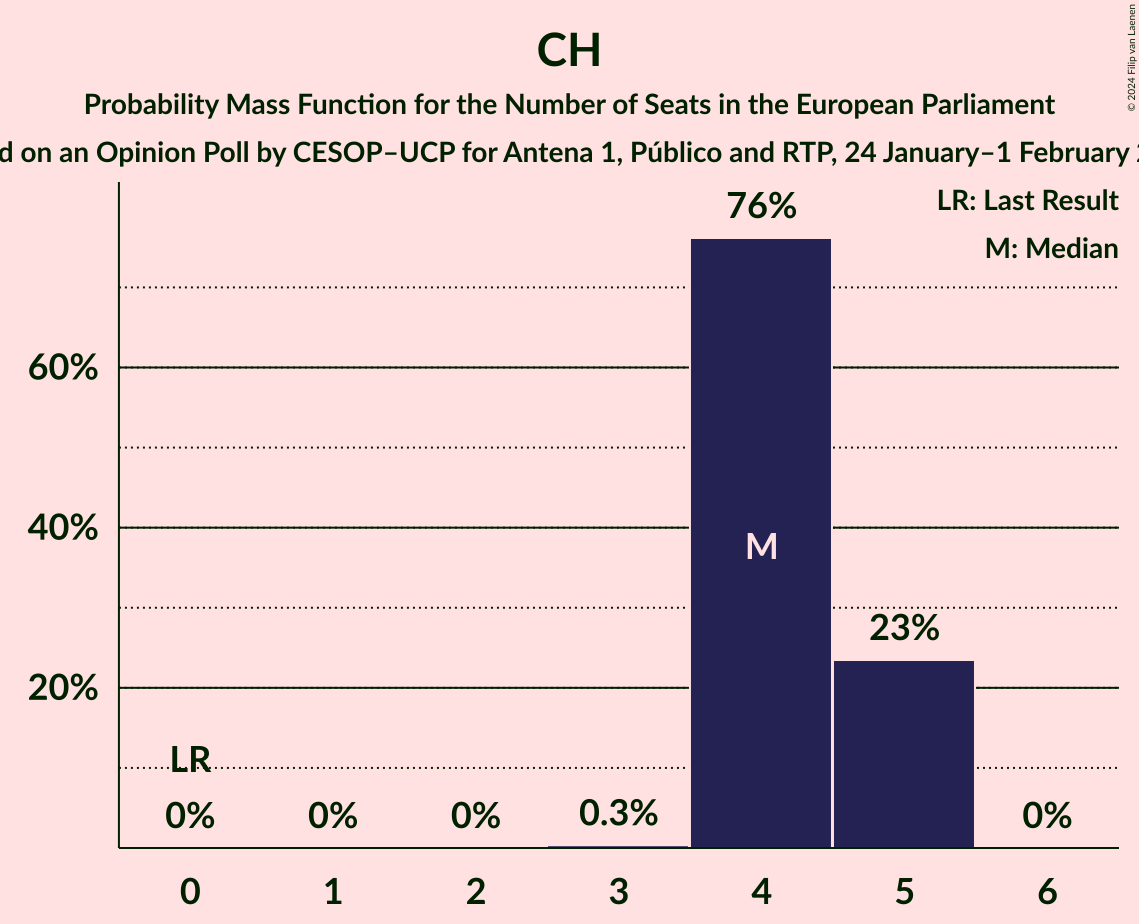 CH
Probability Mass Function for the Number of Seats in the European Parliament
on an Opinion Poll by CESOP–UCP for Antena 1, Público and RTP, 24 January–1 February
© 2024 Filip van Laenen
LR: Last Result
M: Median
76%
60%
40%
M
23%
20%
LR
0% 0% 0% 0.3% 0%
0 1 2 3 4 5 6